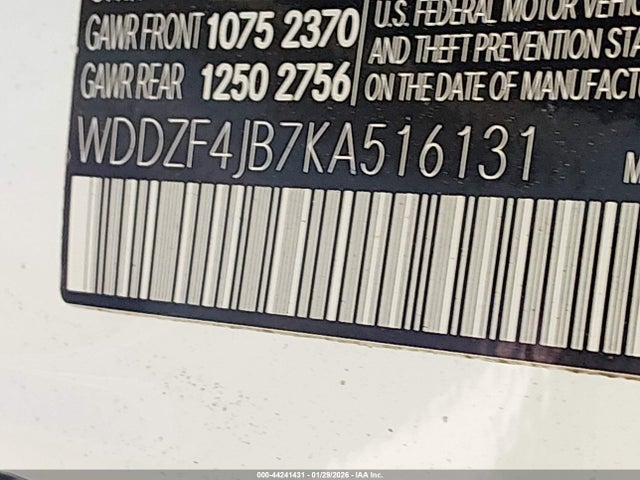 U.S. FEDERAL MOTOR VEHIC
GAWR FRONT 1075 2370
AND THEFT PREVENTION STA
GAWR REAR 1250 2756
ON THE DATE OF MANUFACT
WDDZF4JB7KA516131
M
000-44241431 - 01/29/2026 - IAA Inc.